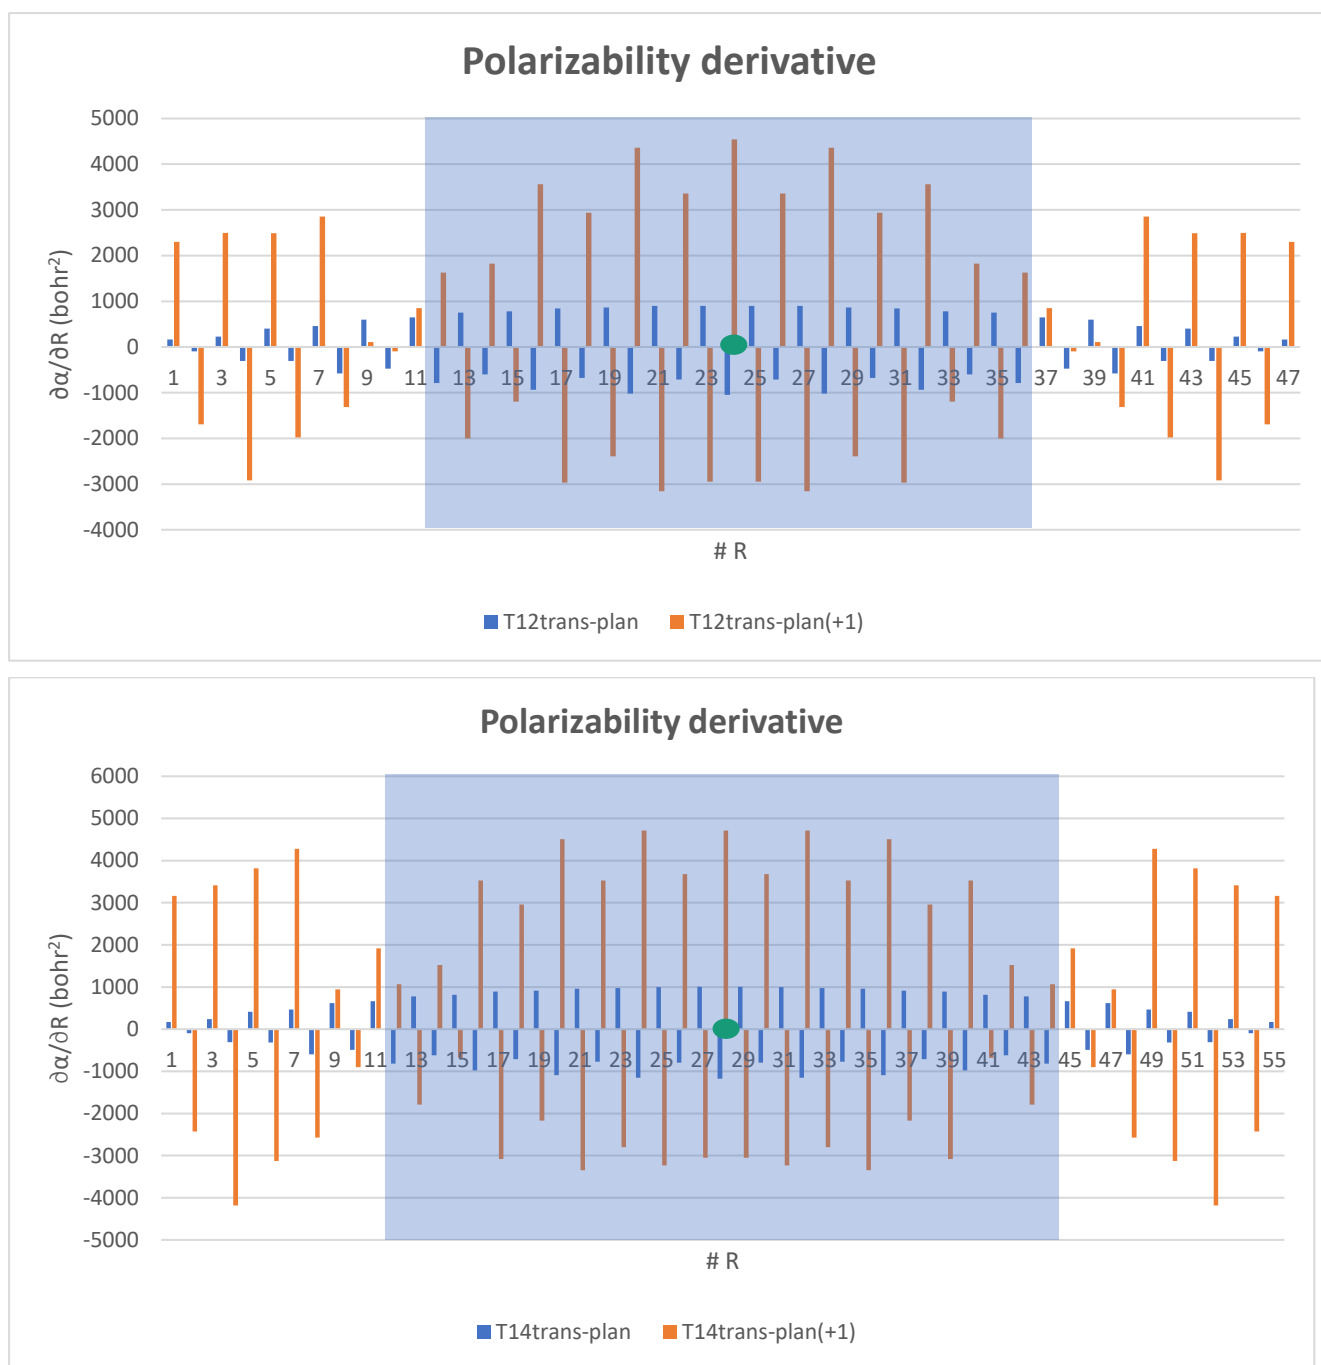 Polarizability derivative
5000
4000
3000
2000
1000
0
-1000
-2000
-3000
-4000
∂α/∂R (bohr²)
1 3 5 7 9 11 13 15 17 19 21 23 25 27 29 31 33 35 37 39 41 43 45 47
# R
T12trans-plan T12trans-plan(+1)
Polarizability derivative
6000
5000
4000
3000
2000
1000
0
-1000
-2000
-3000
-4000
-5000
∂α/∂R (bohr²)
1 3 5 7 9 11 13 15 17 19 21 23 25 27 29 31 33 35 37 39 41 43 45 47 49 51 53 55
# R
T14trans-plan T14trans-plan(+1)